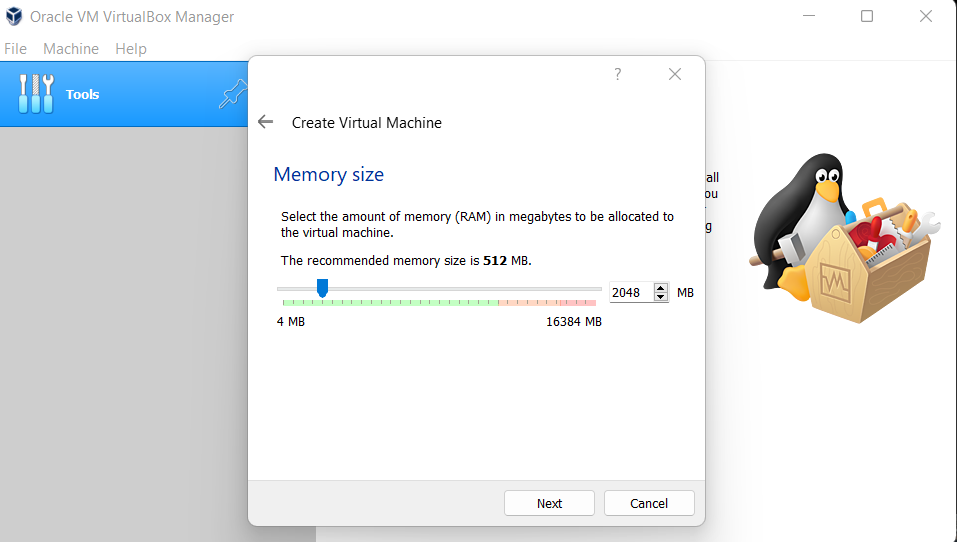 Oracle VM VirtualBox Manager
File Machine Help
Tools
?
Create Virtual Machine
Memory size
Select the amount of memory (RAM) in megabytes to be allocated to
the virtual machine.
The recommended memory size is 512 MB.
2048 MB
4 MB 16384 MB
Next Cancel
all
ou
g